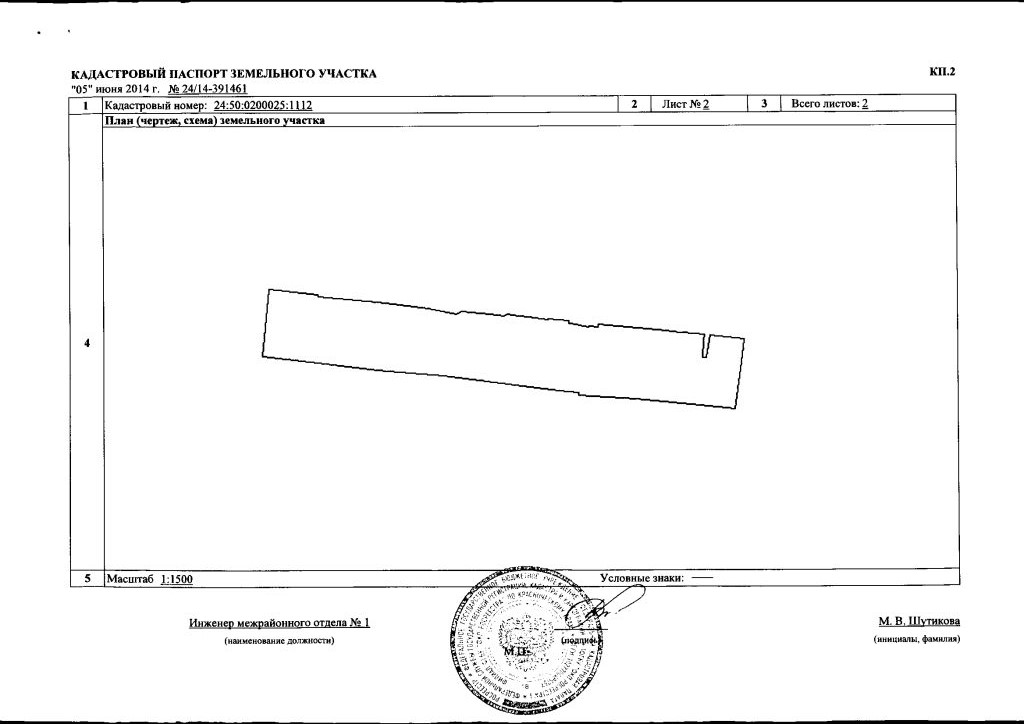 КАДАСТРОВЫЙ ПАСПОРТ ЗЕМЕЛЬНОГО УЧАСТКА
КП.2
"05" июня 2014 г. № 24/14-391461
1 Кадастровый номер: 24:50:0200025:1112 2 Лист № 2 3 Всего листов: 2
План (чертеж, схема) земельного участка
4
5 Масштаб 1:1500 Условные знаки:
Инженер межрайонного отдела № 1
М. В. Шутикова
(наименование должности)
М.П.
(подпись)
(инициалы, фамилия)